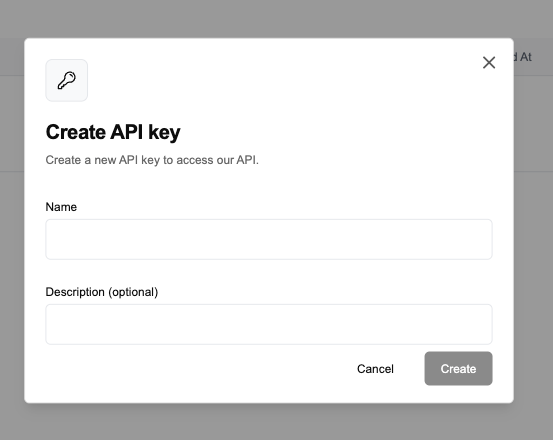 d At
Create API key
Create a new API key to access our API.
Name
Description (optional)
Cancel
Create